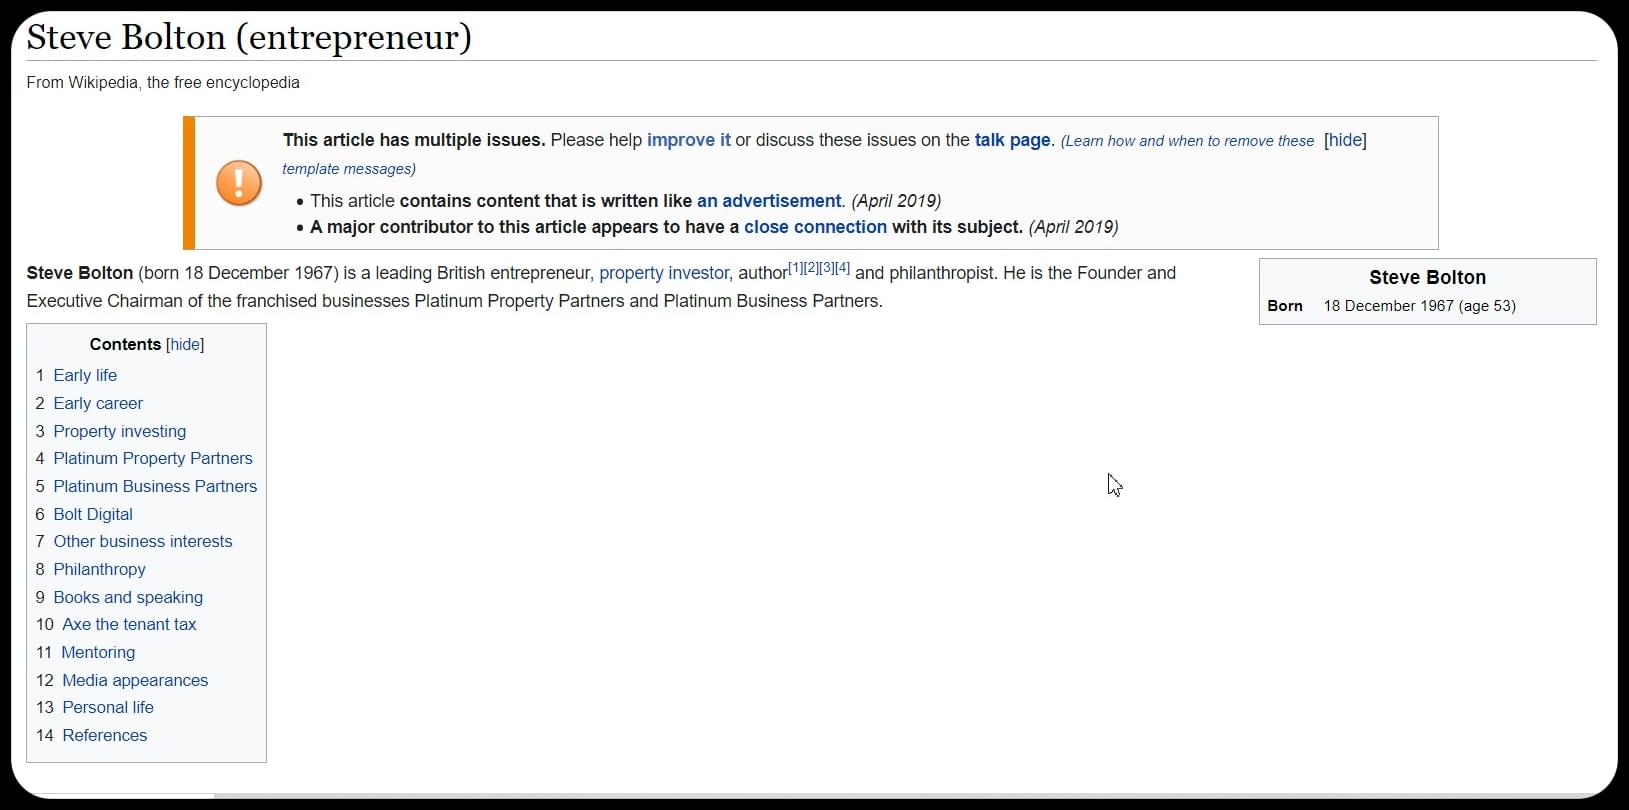 Steve Bolton (entrepreneur)
From Wikipedia, the free encyclopedia
This article has multiple issues. Please help improve it or discuss these issues on the talk page. (Learn how and when to remove these [hide]
template messages)
• This article contains content that is written like an advertisement. (April 2019)
• A major contributor to this article appears to have a close connection with its subject. (April 2019)
Steve Bolton (born 18 December 1967) is a leading British entrepreneur, property investor, author[1][2][3][4] and philanthropist. He is the Founder and
Executive Chairman of the franchised businesses Platinum Property Partners and Platinum Business Partners.
Steve Bolton
Born 18 December 1967 (age 53)
Contents [hide]
1 Early life
2 Early career
3 Property investing
4 Platinum Property Partners
5 Platinum Business Partners
6 Bolt Digital
7 Other business interests
8 Philanthropy
9 Books and speaking
10 Axe the tenant tax
11 Mentoring
12 Media appearances
13 Personal life
14 References